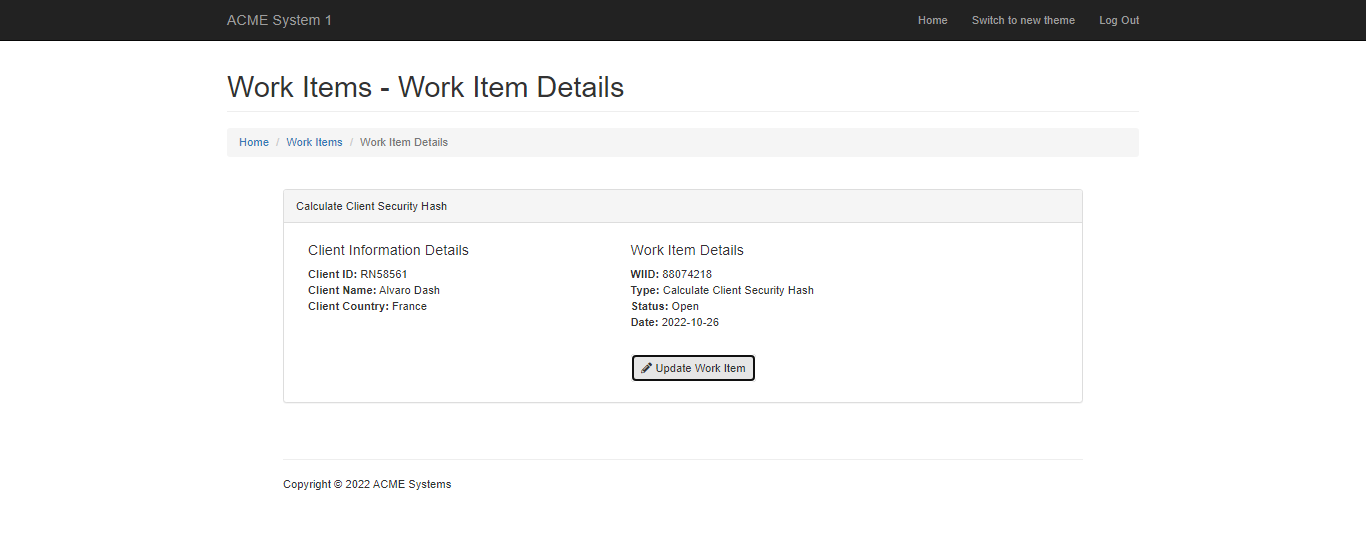 ACME System 1 Home Switch to new theme Log Out
Work Items - Work Item Details
Home / Work Items / Work Item Details
Calculate Client Security Hash
Client Information Details
Client ID: RN58561
Client Name: Alvaro Dash
Client Country: France
Work Item Details
WIID: 88074218
Type: Calculate Client Security Hash
Status: Open
Date: 2022-10-26
Update Work Item
Copyright © 2022 ACME Systems